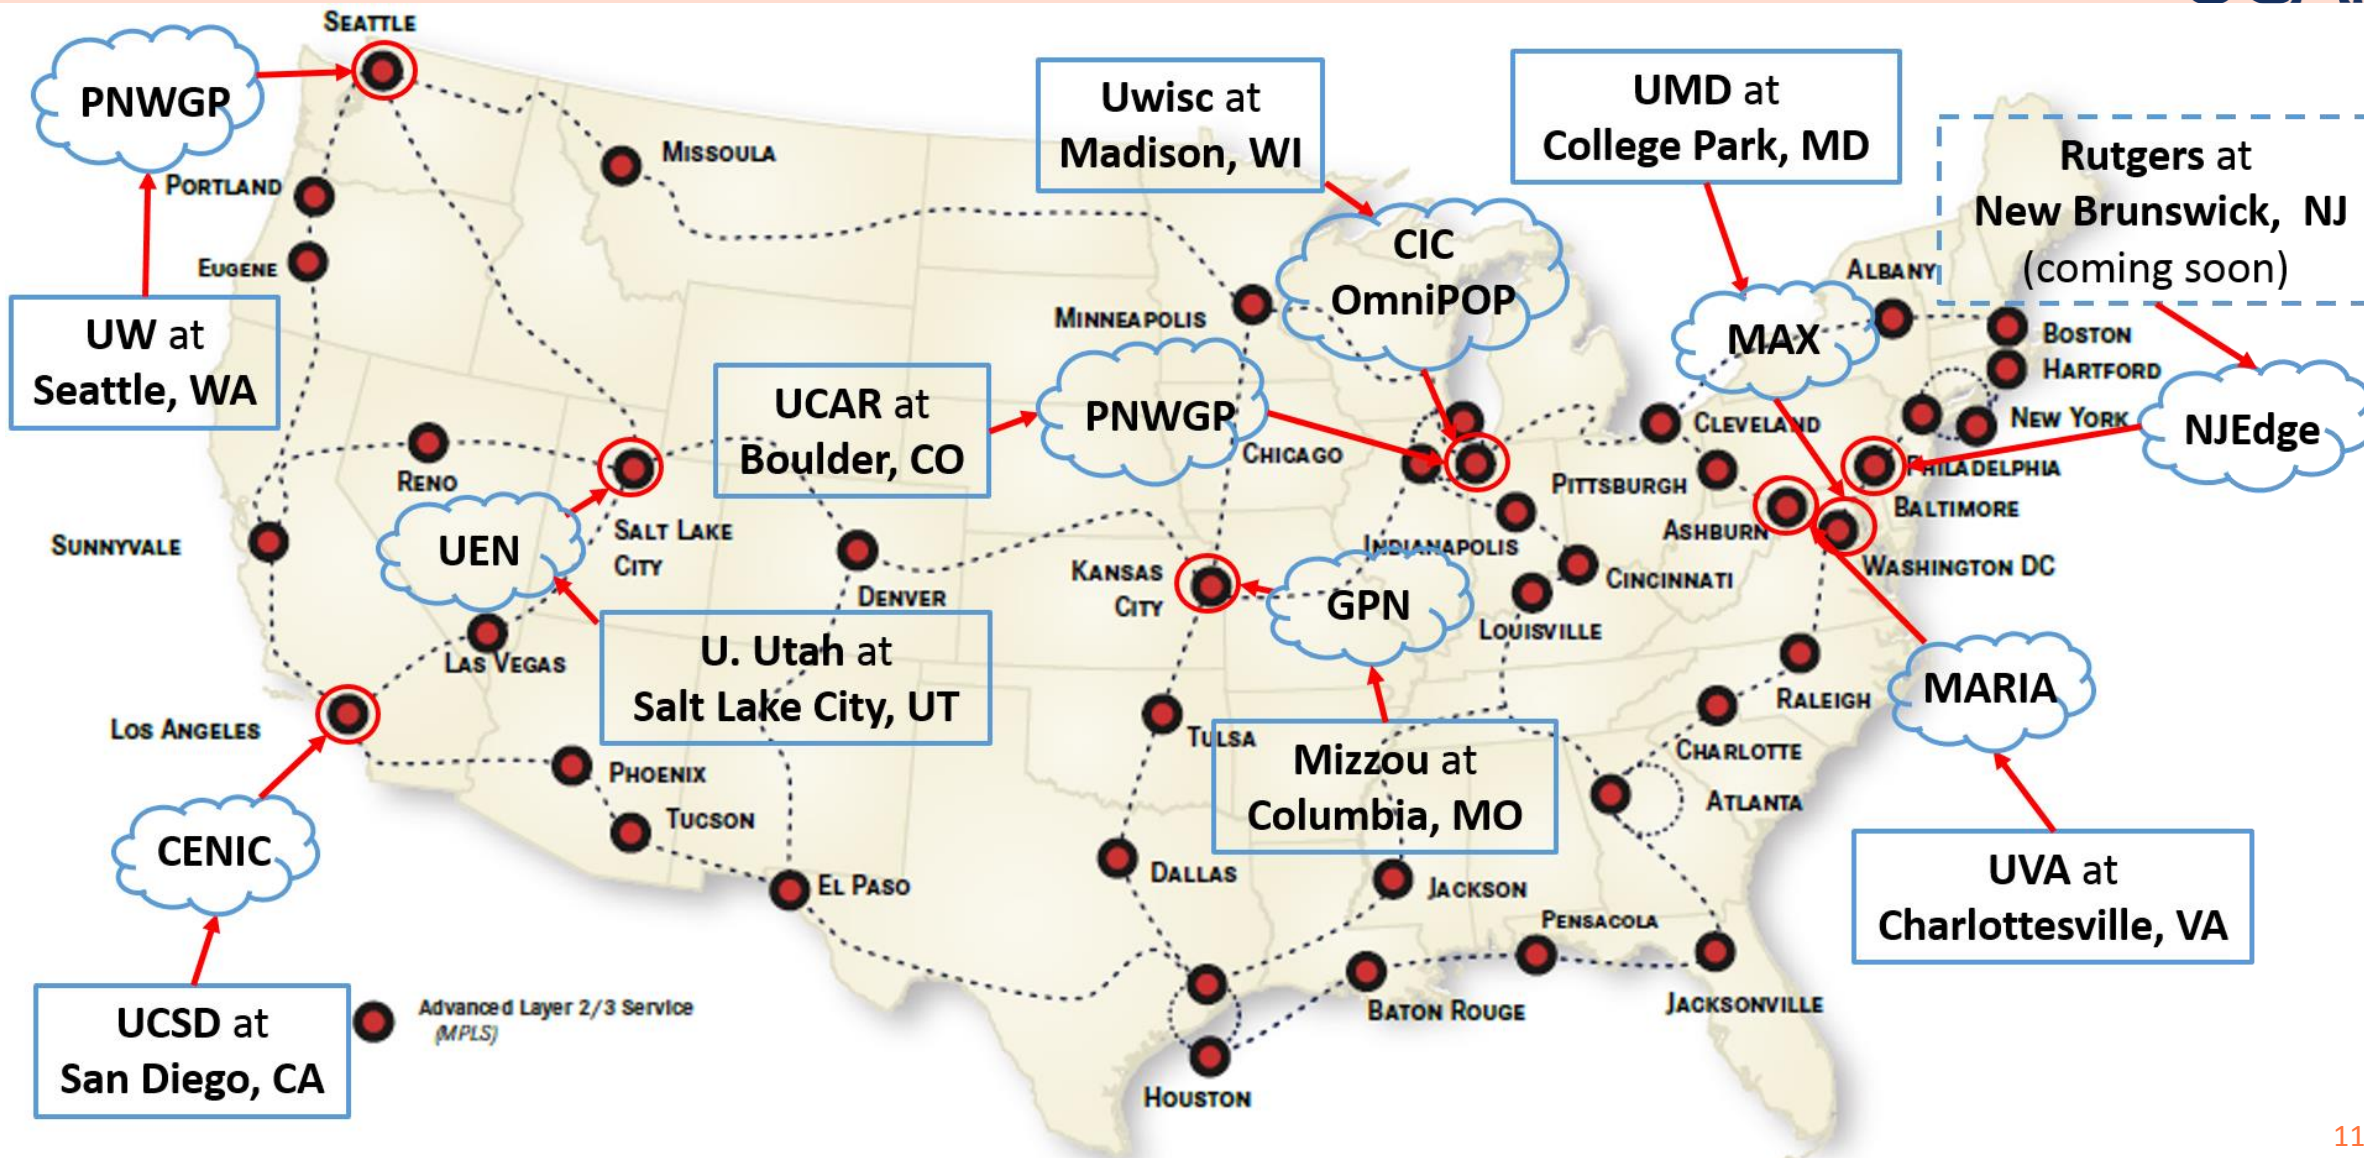 SEATTLE
PNWGP
MISSOULA
PORTLAND
EUGENE
UW at
Seattle, WA
Uwisc at
Madison, WI
UMD at
College Park, MD
Rutgers at
New Brunswick, NJ
(coming soon)
CIC
OmniPOP
MINNEAPOLIS
ALBANY
MAX
BOSTON
HARTFORD
NEW YORK
NJEdge
UCAR at
Boulder, CO
PNWGP
CHICAGO
CLEVELAND
PHILADELPHIA
PITTSBURGH
BALTIMORE
ASHBURN
WASHINGTON DC
RENO
SUNNYVALE
UEN
SALT LAKE
CITY
DENVER
KANSAS
CITY
INDIANAPOLIS
CINCINNATI
GPN
LOUISVILLE
LAS VEGAS
U. Utah at
Salt Lake City, UT
LOS ANGELES
PHOENIX
TUCSON
TULSA
Mizzou at
Columbia, MO
RALEIGH
CHARLOTTE
ATLANTA
MARIA
CENIC
EL PASO
DALLAS
JACKSON
PENSACOLA
UVA at
Charlottesville, VA
UCSD at
San Diego, CA
Advanced Layer 2/3 Service
(MPLS)
BATON ROUGE
JACKSONVILLE
HOUSTON
11